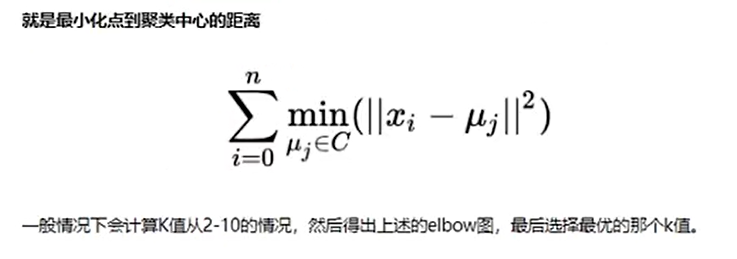 就是最小化点到聚类中心的距离
\sum_{i=0}^{n} \min_{\mu_j \in C} (||x_i - \mu_j||^2)
一般情况下会计算K值从2-10的情况，然后得出上述的elbow图，最后选择最优的那个k值。